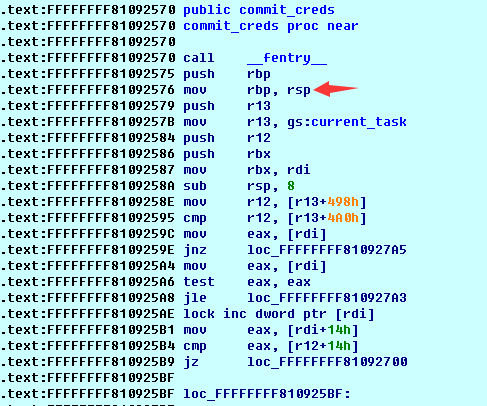 .text:FFFFFFFF81092570 public commit_creds
.text:FFFFFFFF81092570 commit_creds proc near
.text:FFFFFFFF81092570
.text:FFFFFFFF81092570 call    __fentry__
.text:FFFFFFFF81092575 push    rbp
.text:FFFFFFFF81092576 mov     rbp, rsp
.text:FFFFFFFF81092579 push    r13
.text:FFFFFFFF8109257B mov     r13, gs:current_task
.text:FFFFFFFF81092584 push    r12
.text:FFFFFFFF81092586 push    rbx
.text:FFFFFFFF81092587 mov     rbx, rdi
.text:FFFFFFFF8109258A sub     rsp, 8
.text:FFFFFFFF8109258E mov     r12, [r13+498h]
.text:FFFFFFFF81092595 cmp     r12, [r13+4A0h]
.text:FFFFFFFF8109259C mov     eax, [rdi]
.text:FFFFFFFF8109259E jnz     loc_FFFFFFFF810927A5
.text:FFFFFFFF810925A4 mov     eax, [rdi]
.text:FFFFFFFF810925A6 test    eax, eax
.text:FFFFFFFF810925A8 jle     loc_FFFFFFFF810927A3
.text:FFFFFFFF810925AE lock inc dword ptr [rdi]
.text:FFFFFFFF810925B1 mov     eax, [rdi+14h]
.text:FFFFFFFF810925B4 cmp     eax, [r12+14h]
.text:FFFFFFFF810925B9 jz      loc_FFFFFFFF81092700
.text:FFFFFFFF810925BF
.text:FFFFFFFF810925BF loc_FFFFFFFF810925BF: